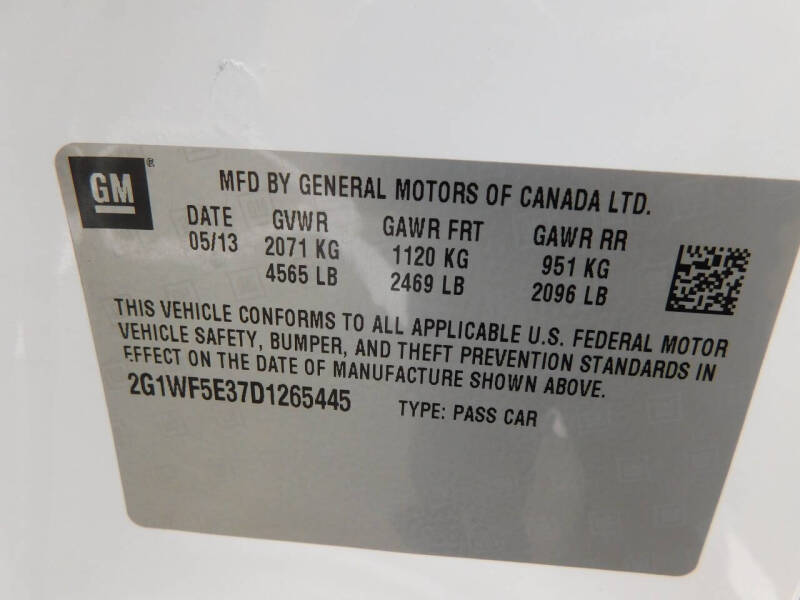 GM ®
MFD BY GENERAL MOTORS OF CANADA LTD.
DATE GVWR GAWR FRT GAWR RR
05/13 2071 KG 1120 KG 951 KG
4565 LB 2469 LB 2096 LB
THIS VEHICLE CONFORMS TO ALL APPLICABLE U.S. FEDERAL MOTOR
VEHICLE SAFETY, BUMPER, AND THEFT PREVENTION STANDARDS IN
EFFECT ON THE DATE OF MANUFACTURE SHOWN ABOVE.
2G1WF5E37D1265445 TYPE: PASS CAR